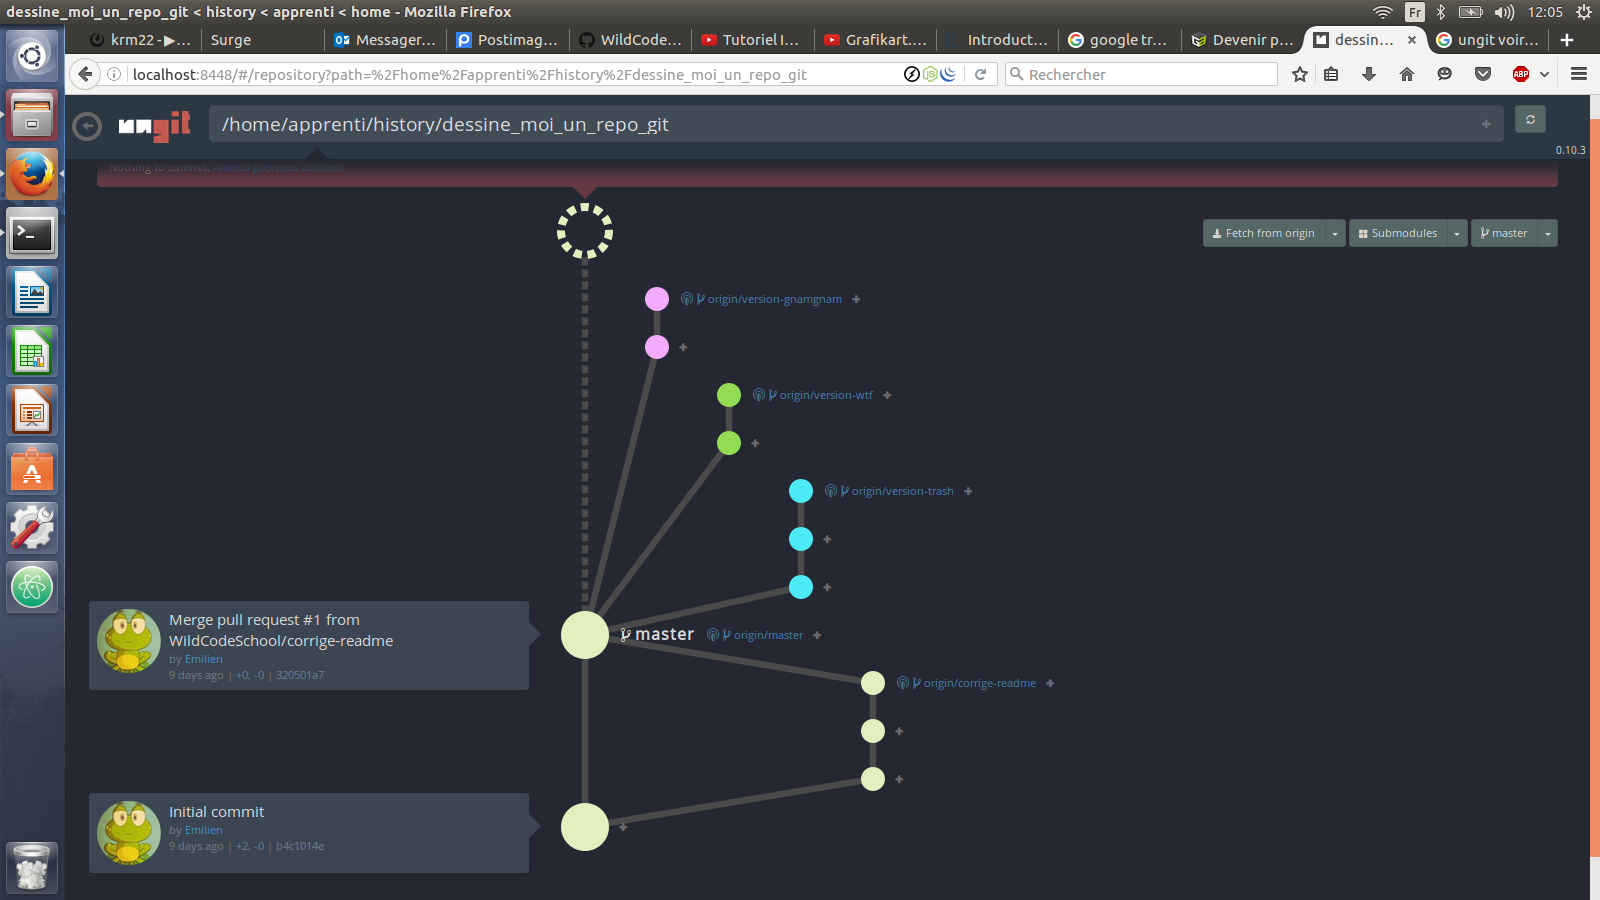 dessine_moi_un_repo_git < history < apprenti < home - Mozilla Firefox
Fr
12:05
krm22 - ▶...
Surge
Messager...
Postimag...
WildCode...
Tutoriel I...
Grafikart....
Introduct...
google tr...
Devenir p...
dessin...
ungit voir...
localhost:8448/#/repository?path=%2Fhome%2Fapprenti%2Fhistory%2Fdessine_moi_un_repo_git
Rechercher
ABP
ungit
/home/apprenti/history/dessine_moi_un_repo_git
0.10.3
Nothing to commit. Amend previous commit?
Fetch from origin
Submodules
master
origin/version-gnamgnam
origin/version-wtf
origin/version-trash
Merge pull request #1 from
WildCodeSchool/corrige-readme
by Emilien
9 days ago | +0, -0 | 320501a7
master
origin/master
origin/corrige-readme
Initial commit
by Emilien
9 days ago | +2, -0 | b4c1014e